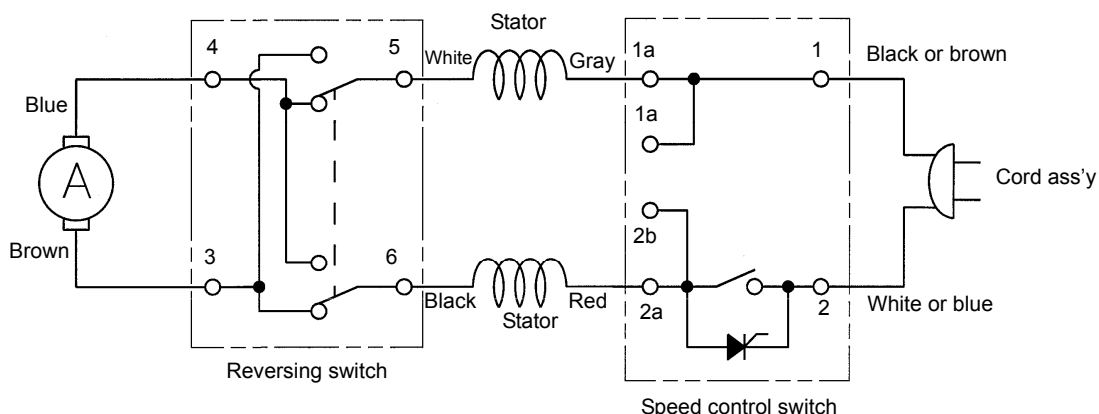 Stator
4
5
White
Gray
1a
1
Black or brown
Blue
1a
A
Cord ass'y
Brown
3
6
2b
Black
Red
2a
2
White or blue
Stator
Reversing switch
Speed control switch